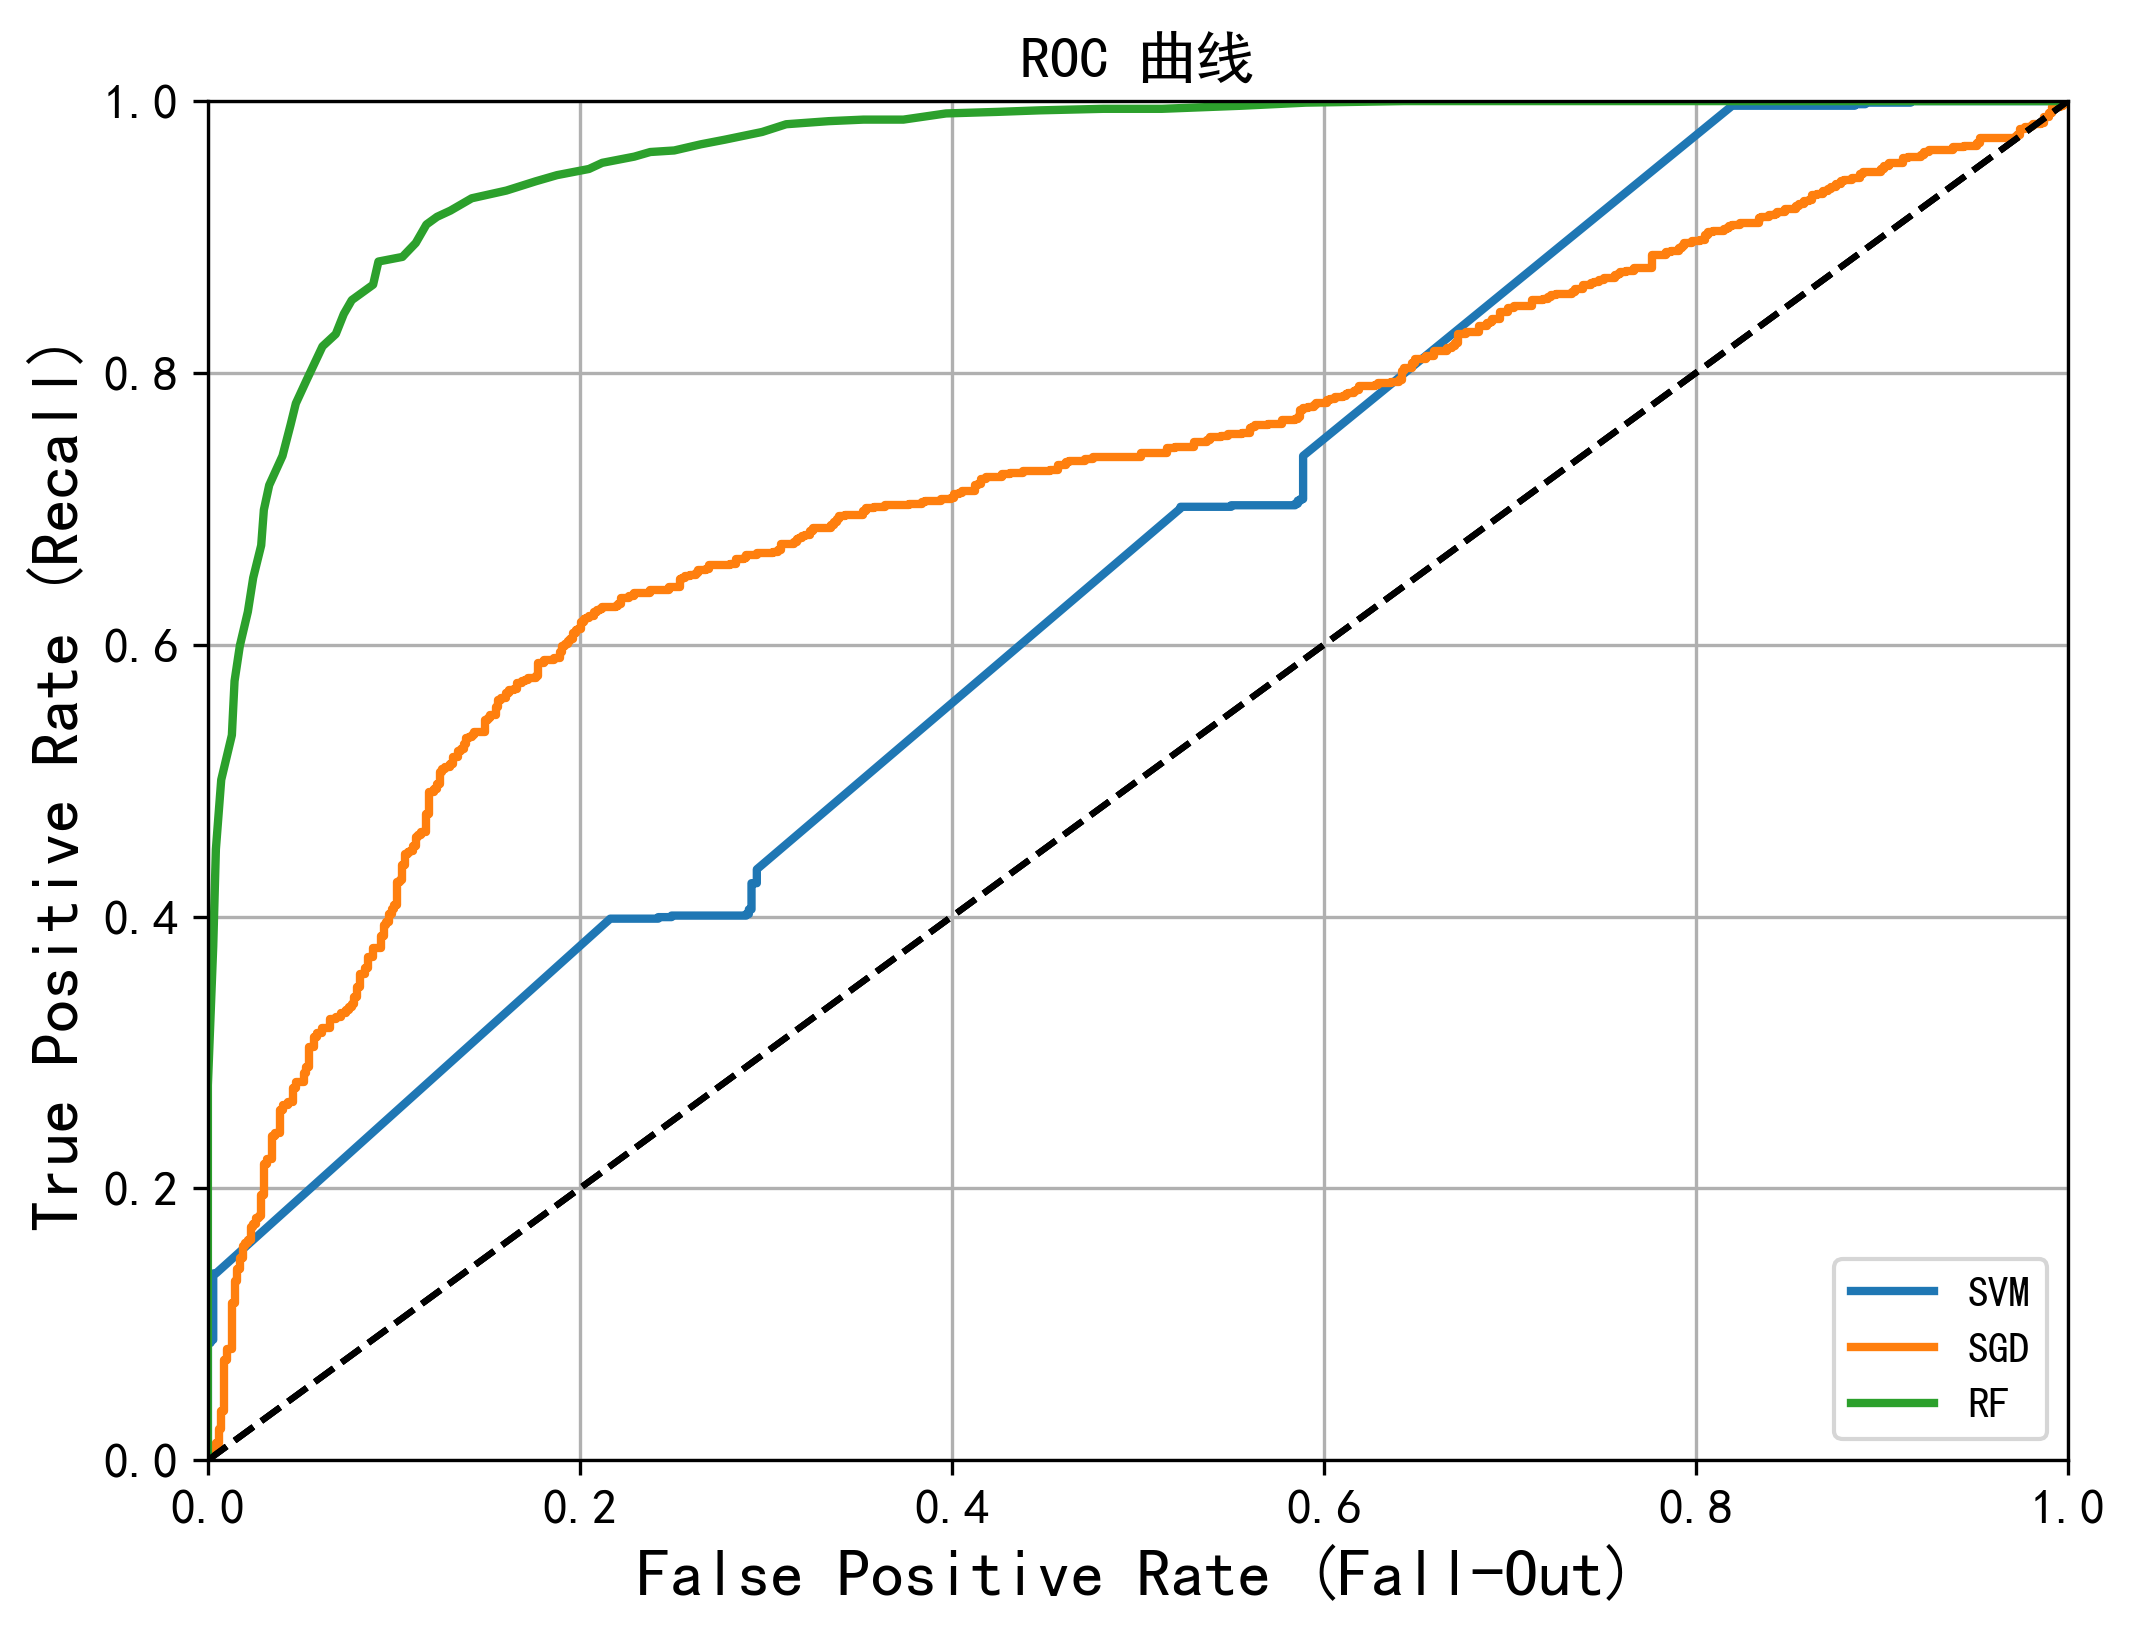 ROC 曲线
True Positive Rate (Recall)
1.0
0.8
0.6
0.4
0.2
0.0
0.0 0.2 0.4 0.6 0.8 1.0
False Positive Rate (Fall-Out)
SVM
SGD
RF